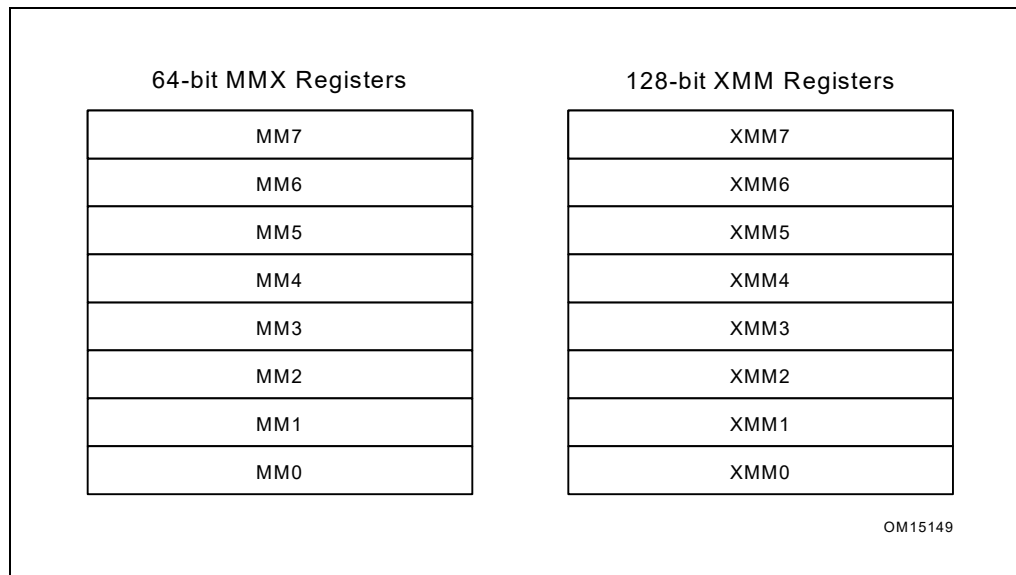 64-bit MMX Registers
MM7
MM6
MM5
MM4
MM3
MM2
MM1
MM0
128-bit XMM Registers
XMM7
XMM6
XMM5
XMM4
XMM3
XMM2
XMM1
XMM0
OM15149